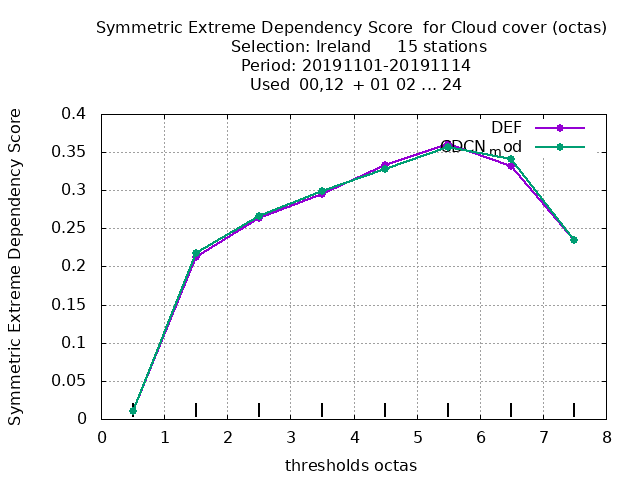 Symmetric Extreme Dependency Score for Cloud cover (octas)
Selection: Ireland 15 stations
Period: 20191101-20191114
Used 00,12 + 01 02 ... 24
Symmetric Extreme Dependency Score
0.4
0.35
0.3
0.25
0.2
0.15
0.1
0.05
0
DEF
CDCNmod
0 1 2 3 4 5 6 7 8
thresholds octas